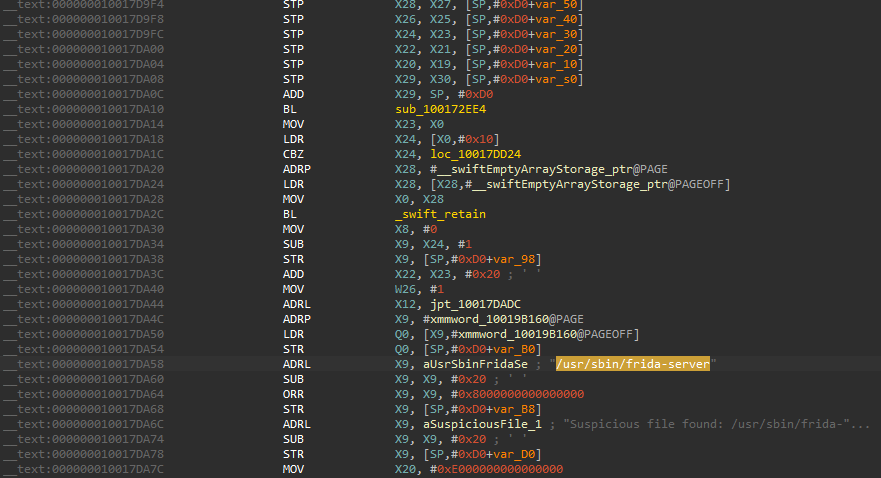 __text:000000010017D9F4 STP X28, X27, [SP,#0xD0+var_50]
__text:000000010017D9F8 STP X26, X25, [SP,#0xD0+var_40]
__text:000000010017D9FC STP X24, X23, [SP,#0xD0+var_30]
__text:000000010017DA00 STP X22, X21, [SP,#0xD0+var_20]
__text:000000010017DA04 STP X20, X19, [SP,#0xD0+var_10]
__text:000000010017DA08 STP X29, X30, [SP,#0xD0+var_s0]
__text:000000010017DA0C ADD X29, SP, #0xD0
__text:000000010017DA10 BL sub_100172EE4
__text:000000010017DA14 MOV X23, X0
__text:000000010017DA18 LDR X24, [X0,#0x10]
__text:000000010017DA1C CBZ X24, loc_10017DD24
__text:000000010017DA20 ADRP X28, #__swiftEmptyArrayStorage_ptr@PAGE
__text:000000010017DA24 LDR X28, [X28,#__swiftEmptyArrayStorage_ptr@PAGEOFF]
__text:000000010017DA28 MOV X0, X28
__text:000000010017DA2C BL _swift_retain
__text:000000010017DA30 MOV X8, #0
__text:000000010017DA34 SUB X9, X24, #1
__text:000000010017DA38 STR X9, [SP,#0xD0+var_98]
__text:000000010017DA3C ADD X22, X23, #0x20 ; ' '
__text:000000010017DA40 MOV W26, #1
__text:000000010017DA44 ADRL X12, jpt_10017DADC
__text:000000010017DA4C ADRP X9, #xmmword_10019B160@PAGE
__text:000000010017DA50 LDR Q0, [X9,#xmmword_10019B160@PAGEOFF]
__text:000000010017DA54 STR Q0, [SP,#0xD0+var_B0]
__text:000000010017DA58 ADRL X9, aUsrSbinFridaSe ; "/usr/sbin/frida-server"
__text:000000010017DA60 SUB X9, X9, #0x20 ; ' '
__text:000000010017DA64 ORR X9, X9, #0x8000000000000000
__text:000000010017DA68 STR X9, [SP,#0xD0+var_B8]
__text:000000010017DA6C ADRL X9, aSuspiciousFile_1 ; "Suspicious file found: /usr/sbin/frida-"...
__text:000000010017DA74 SUB X9, X9, #0x20 ; ' '
__text:000000010017DA78 STR X9, [SP,#0xD0+var_D0]
__text:000000010017DA7C MOV X20, #0xE000000000000000